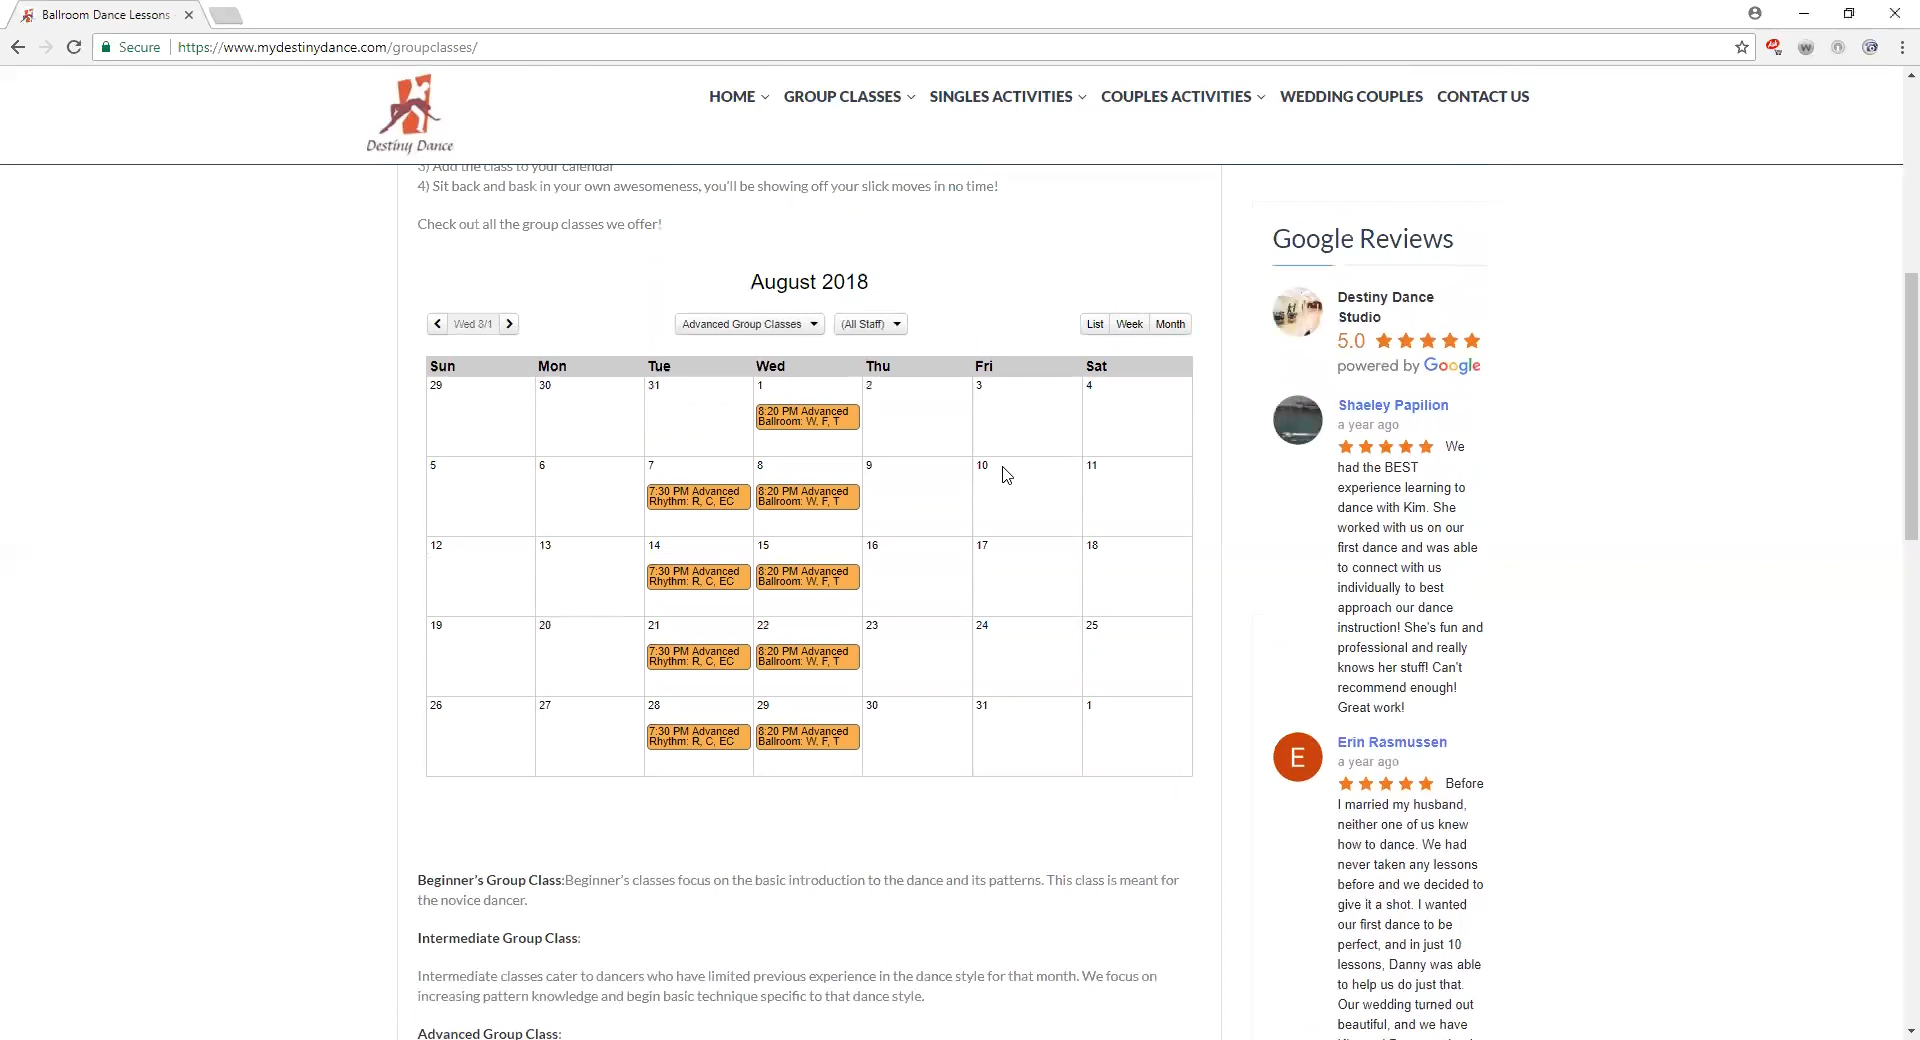 Ballroom Dance Lessons
Secure
https://www.mydestinydance.com/groupclasses/
Destiny Dance
HOME
GROUP CLASSES
SINGLES ACTIVITIES
COUPLES ACTIVITIES
WEDDING COUPLES
CONTACT US
3) Add the class to your calendar
4) Sit back and bask in your own awesomeness, you'll be showing off your slick moves in no time!
Check out all the group classes we offer!
August 2018
Wed 8/1
Advanced Group Classes
(All Staff)
List Week Month
Sun Mon Tue Wed Thu Fri Sat
29 30 31 1 2 3 4
8:20 PM Advanced
Ballroom: W, F, T
5 6 7 8 9 10 11
7:30 PM Advanced
Rhythm: R, C, EC
8:20 PM Advanced
Ballroom: W, F, T
12 13 14 15 16 17 18
7:30 PM Advanced
Rhythm: R, C, EC
8:20 PM Advanced
Ballroom: W, F, T
19 20 21 22 23 24 25
7:30 PM Advanced
Rhythm: R, C, EC
8:20 PM Advanced
Ballroom: W, F, T
26 27 28 29 30 31 1
7:30 PM Advanced
Rhythm: R, C, EC
8:20 PM Advanced
Ballroom: W, F, T
Beginner's Group Class:Beginner's classes focus on the basic introduction to the dance and its patterns. This class is meant for
the novice dancer.
Intermediate Group Class:
Intermediate classes cater to dancers who have limited previous experience in the dance style for that month. We focus on
increasing pattern knowledge and begin basic technique specific to that dance style.
Advanced Group Class:
Google Reviews
Destiny Dance
Studio
5.0
powered by Google
Shaeley Papilion
a year ago
We
had the BEST
experience learning to
dance with Kim. She
worked with us on our
first dance and was able
to connect with us
individually to best
approach our dance
instruction! She's fun and
professional and really
knows her stuff! Can't
recommend enough!
Great work!
E
Erin Rasmussen
a year ago
Before
I married my husband,
neither one of us knew
how to dance. We had
never taken any lessons
before and we decided to
give it a shot. I wanted
our first dance to be
perfect, and in just 10
lessons, Danny was able
to help us do just that.
Our wedding turned out
beautiful, and we have